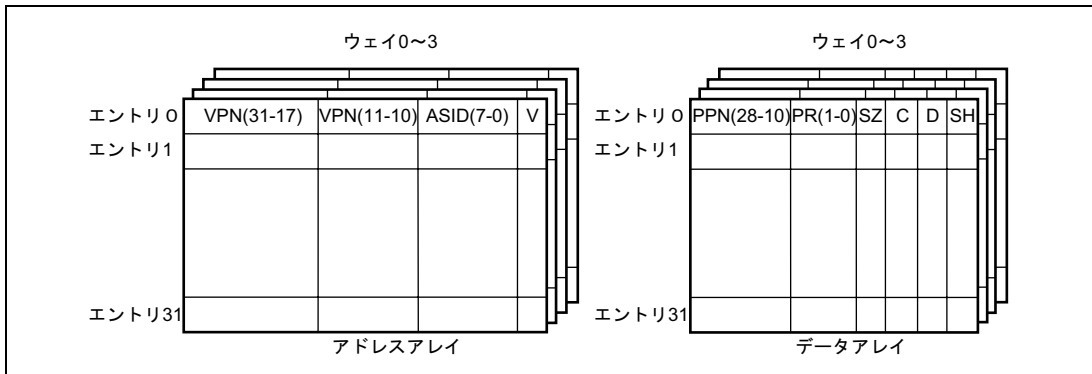 ウェイ0~3
ウェイ0~3
エントリ0 VPN(31-17) VPN(11-10) ASID(7-0) V
エントリ0 PPN(28-10) PR(1-0) SZ C D SH
エントリ1
エントリ1
エントリ31
エントリ31
アドレスアレイ
データアレイ